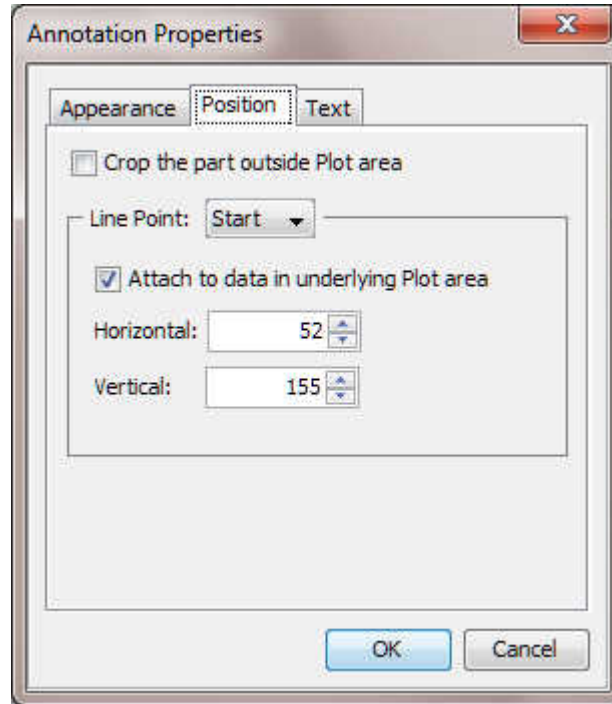 Annotation Properties
Appearance Position Text
Crop the part outside Plot area
Line Point: Start
Attach to data in underlying Plot area
Horizontal: 52
Vertical: 155
OK Cancel